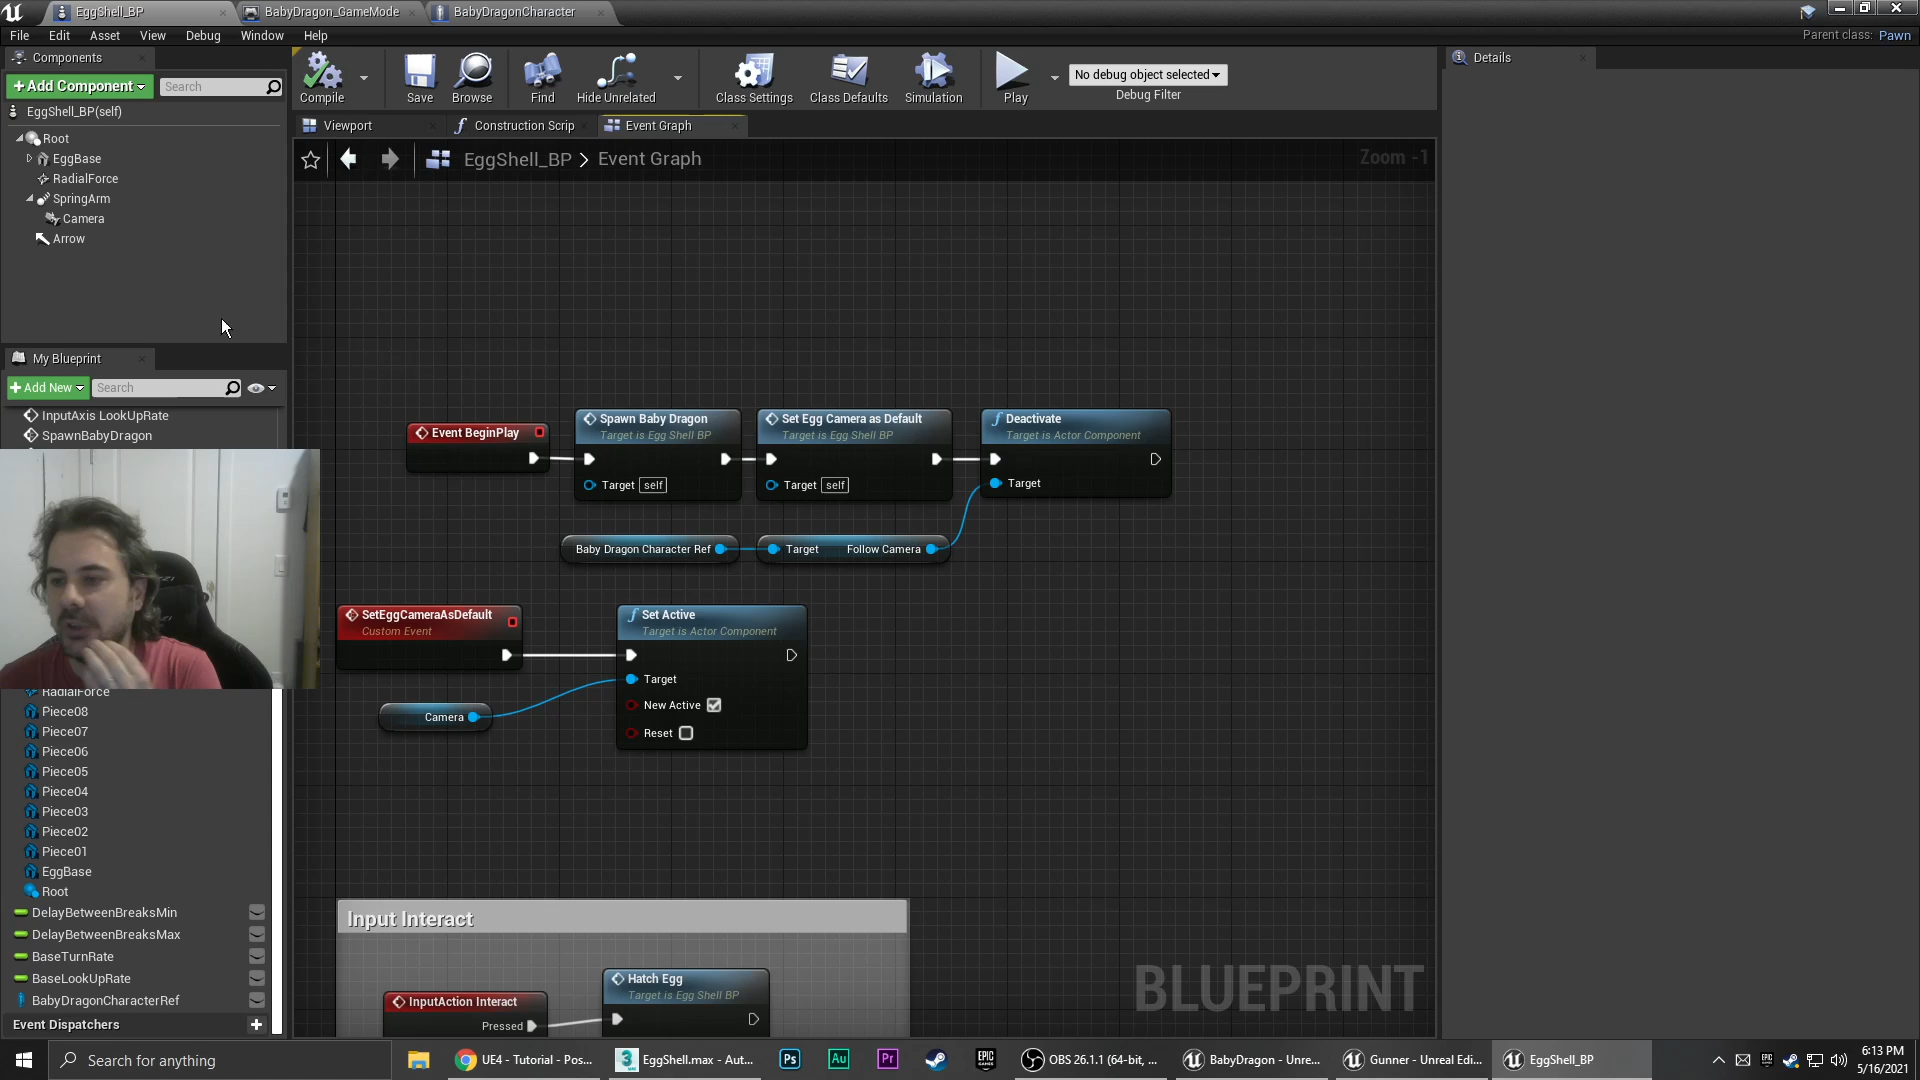 EggShell_BP
BabyDragon_GameMode
BabyDragonCharacter
File Edit Asset View Debug Window Help
Parent class: Pawn
Components
+Add Component
Search
EggShell_BP(self)
Root
EggBase
RadialForce
SpringArm
Camera
Arrow
Compile
Save
Browse
Find
Hide Unrelated
Class Settings
Class Defaults
Simulation
Play
No debug object selected
Debug Filter
Details
Viewport
Construction Scrip
Event Graph
EggShell_BP > Event Graph
Zoom -1
My Blueprint
+Add New
Search
InputAxis LookUpRate
SpawnBabyDragon
Event BeginPlay
Spawn Baby Dragon
Target is Egg Shell BP
Target self
Set Egg Camera as Default
Target is Egg Shell BP
Target self
Deactivate
Target is Actor Component
Target
Baby Dragon Character Ref
Target Follow Camera
SetEggCameraAsDefault
Custom Event
Camera
Set Active
Target is Actor Component
Target
New Active
Reset
RadialForce
Piece08
Piece07
Piece06
Piece05
Piece04
Piece03
Piece02
Piece01
EggBase
Root
DelayBetweenBreaksMin
DelayBetweenBreaksMax
BaseTurnRate
BaseLookUpRate
BabyDragonCharacterRef
Event Dispatchers
Input Interact
InputAction Interact
Pressed
Hatch Egg
Target is Egg Shell BP
BLUEPRINT
Search for anything
UE4 - Tutorial - Pos...
EggShell.max - Aut...
Ps
Au
Pr
EPIC
OBS 26.1.1 (64-bit, ...
BabyDragon - Unre...
Gunner - Unreal Edi...
EggShell_BP
6:13 PM
5/16/2021